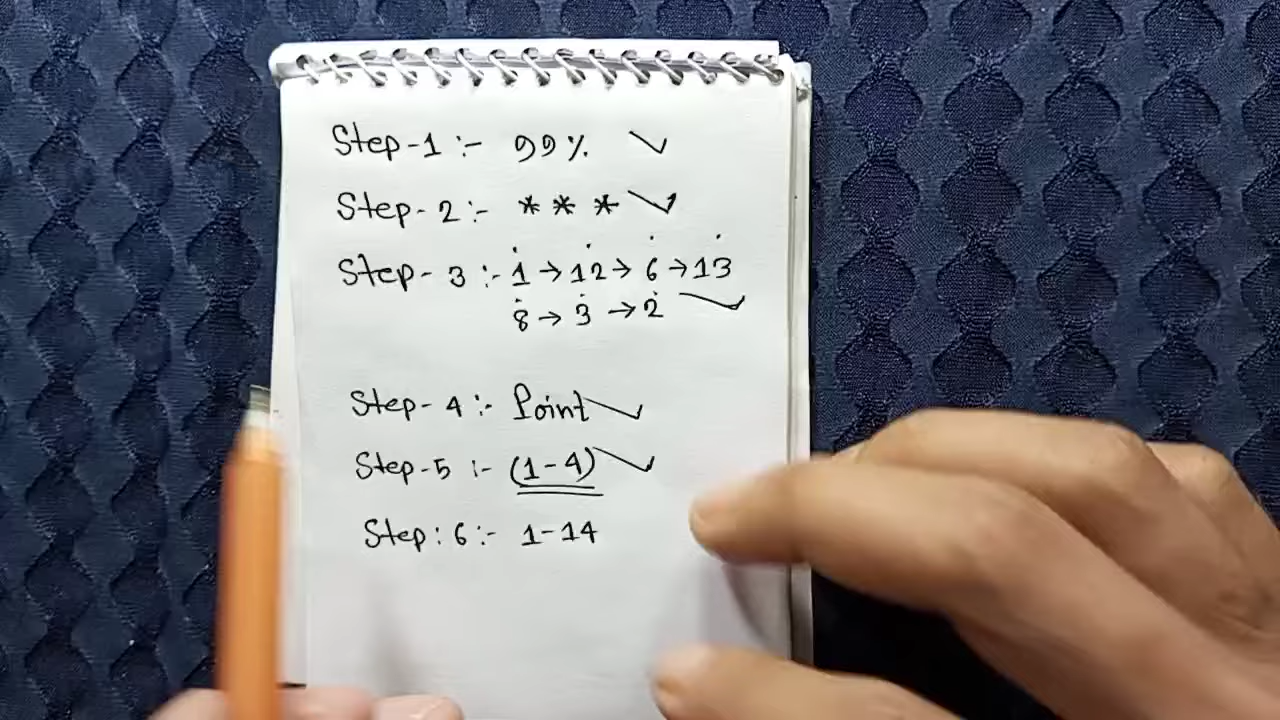 Step-1 :- 99%
Step-2 :- * * *
Step-3 :- 1 → 12 → 6 → 13
8 → 3 → 2
Step-4 :- Point
Step-5 :- (1-4)
Step:6 :- 1-14